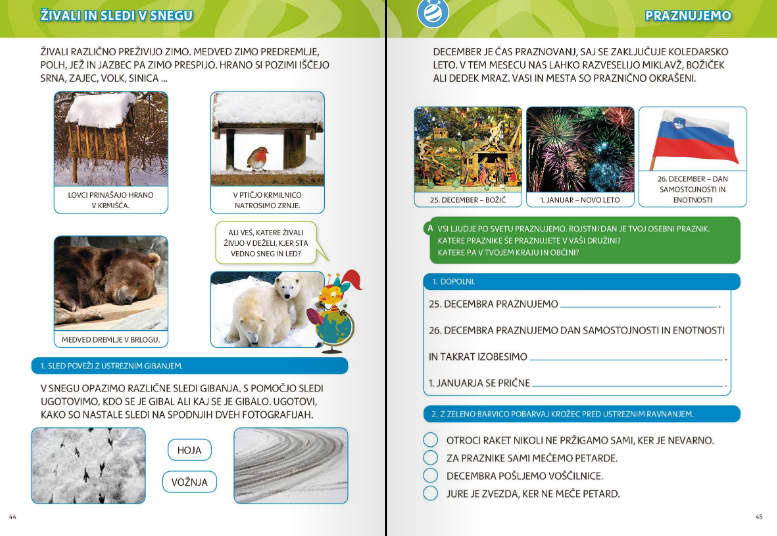 ŽIVALI IN SLEDI V SNEGU
ŽIVALI RAZLIČNO PREŽIVIJO ZIMO. MEDVED ZIMO PREDREMLJE,
POLH, JEŽ IN JAZBEC PA ZIMO PRESPIJO. HRANO SI POZIMI IŠČEJO
SRNA, ZAJEC, VOLK, SINICA ...
LOVCI PRINAŠAJO HRANO
V KRMIŠČA.
V PTIČJO KRMILNICO
NATROSIMO ZRNJE.
ALI VEŠ, KATERE ŽIVALI
ŽIVIJO V DEŽELI, KJER STA
VEDNO SNEG IN LED?
MEDVED DREMLJE V BRLOGU.
1. SLED POVEŽI Z USTREZNIM GIBANJEM.
V SNEGU OPAZIMO RAZLIČNE SLEDI GIBANJA. S POMOČJO SLEDI
UGOTOVIMO, KDO SE JE GIBAL ALI KAJ SE JE GIBALO. UGOTOVI,
KAKO SO NASTALE SLEDI NA SPODNJIH DVEH FOTOGRAFIJAH.
HOJA
VOŽNJA
44
PRAZNUJEMO
DECEMBER JE ČAS PRAZNOVANJ, SAJ SE ZAKLJUČUJE KOLEDARSKO
LETO. V TEM MESECU NAS LAHKO RAZVESELIJO MIKLAVŽ, BOŽIČEK
ALI DEDEK MRAZ. VASI IN MESTA SO PRAZNIČNO OKRAŠENI.
25. DECEMBER – BOŽIČ
1. JANUAR – NOVO LETO
26. DECEMBER – DAN
SAMOSTOJNOSTI IN
ENOTNOSTI
A VSI LJUDJE PO SVETU PRAZNUJEMO. ROJSTNI DAN JE TVOJ OSEBNI PRAZNIK.
KATERE PRAZNIKE ŠE PRAZNUJETE V VAŠI DRUŽINI?
KATERE PA V TVOJEM KRAJU IN OBČINI?
1. DOPOLNI.
25. DECEMBRA PRAZNUJEMO ____________ .
26. DECEMBRA PRAZNUJEMO DAN SAMOSTOJNOSTI IN ENOTNOSTI
IN TAKRAT IZOBESIMO ____________ .
1. JANUARJA SE PRIČNE ____________ .
2. Z ZELENO BARVICO POBARVAJ KROŽEC PRED USTREZNIM RAVNANJEM.
OTROCI RAKET NIKOLI NE PRŽIGAMO SAMI, KER JE NEVARNO.
ZA PRAZNIKE SAMI MEČEMO PETARDE.
DECEMBRA POŠLJEMO VOŠČILNICE.
JURE JE ZVEZDA, KER NE MEČE PETARD.
45